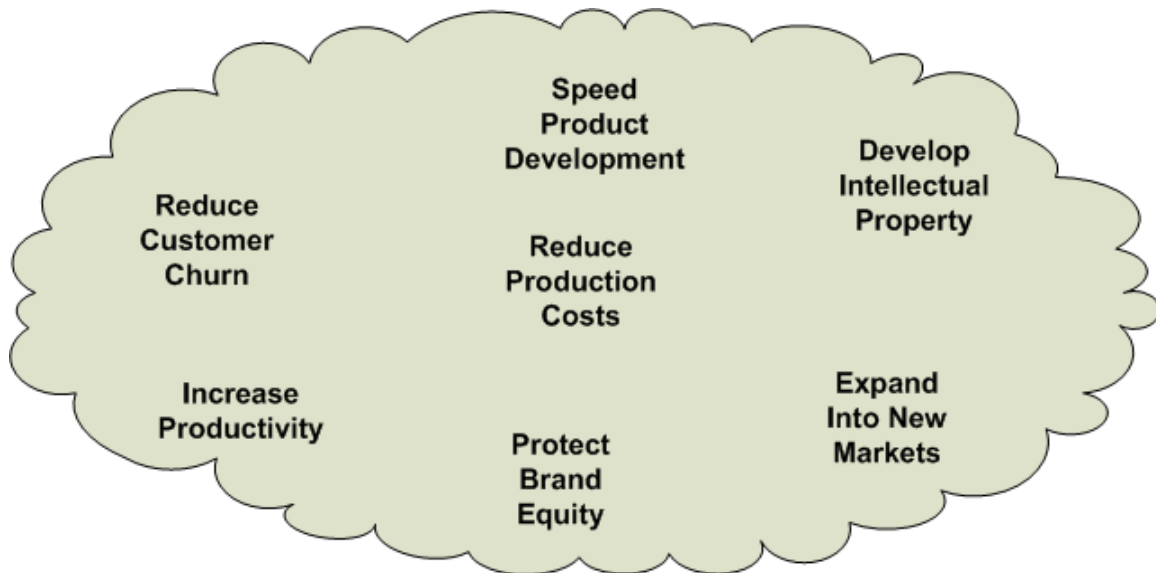 Speed
Product
Development
Develop
Intellectual
Property
Reduce
Customer
Churn
Reduce
Production
Costs
Increase
Productivity
Expand
Into New
Markets
Protect
Brand
Equity